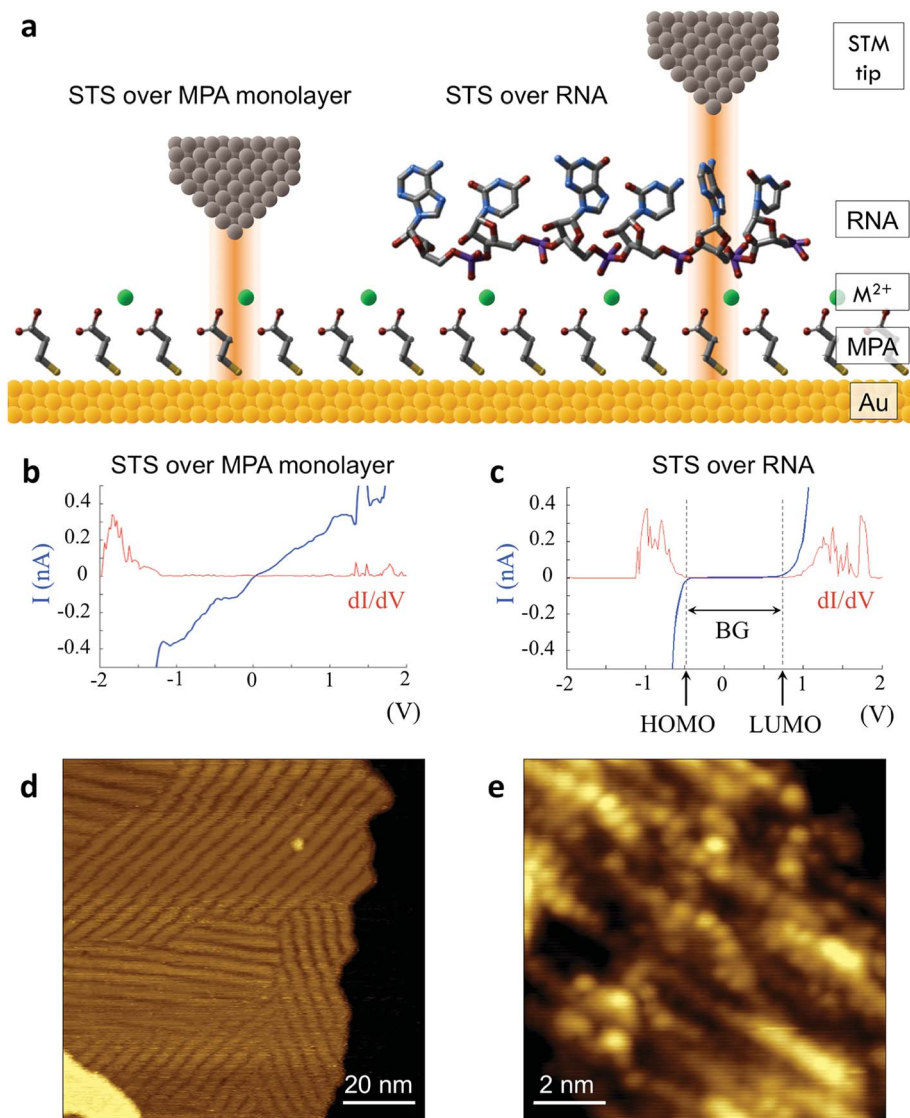 a
STS over MPA monolayer
STS over RNA
STM
tip
RNA
M²⁺
MPA
Au
b
STS over MPA monolayer
I (nA)
0.4
0.2
0
-0.2
-0.4
dI/dV
-2
-1
0
1
2
(V)
c
STS over RNA
I (nA)
0.4
0.2
0
-0.2
-0.4
BG
dI/dV
-2
-1
0
1
2
HOMO
LUMO
(V)
d
20 nm
e
2 nm